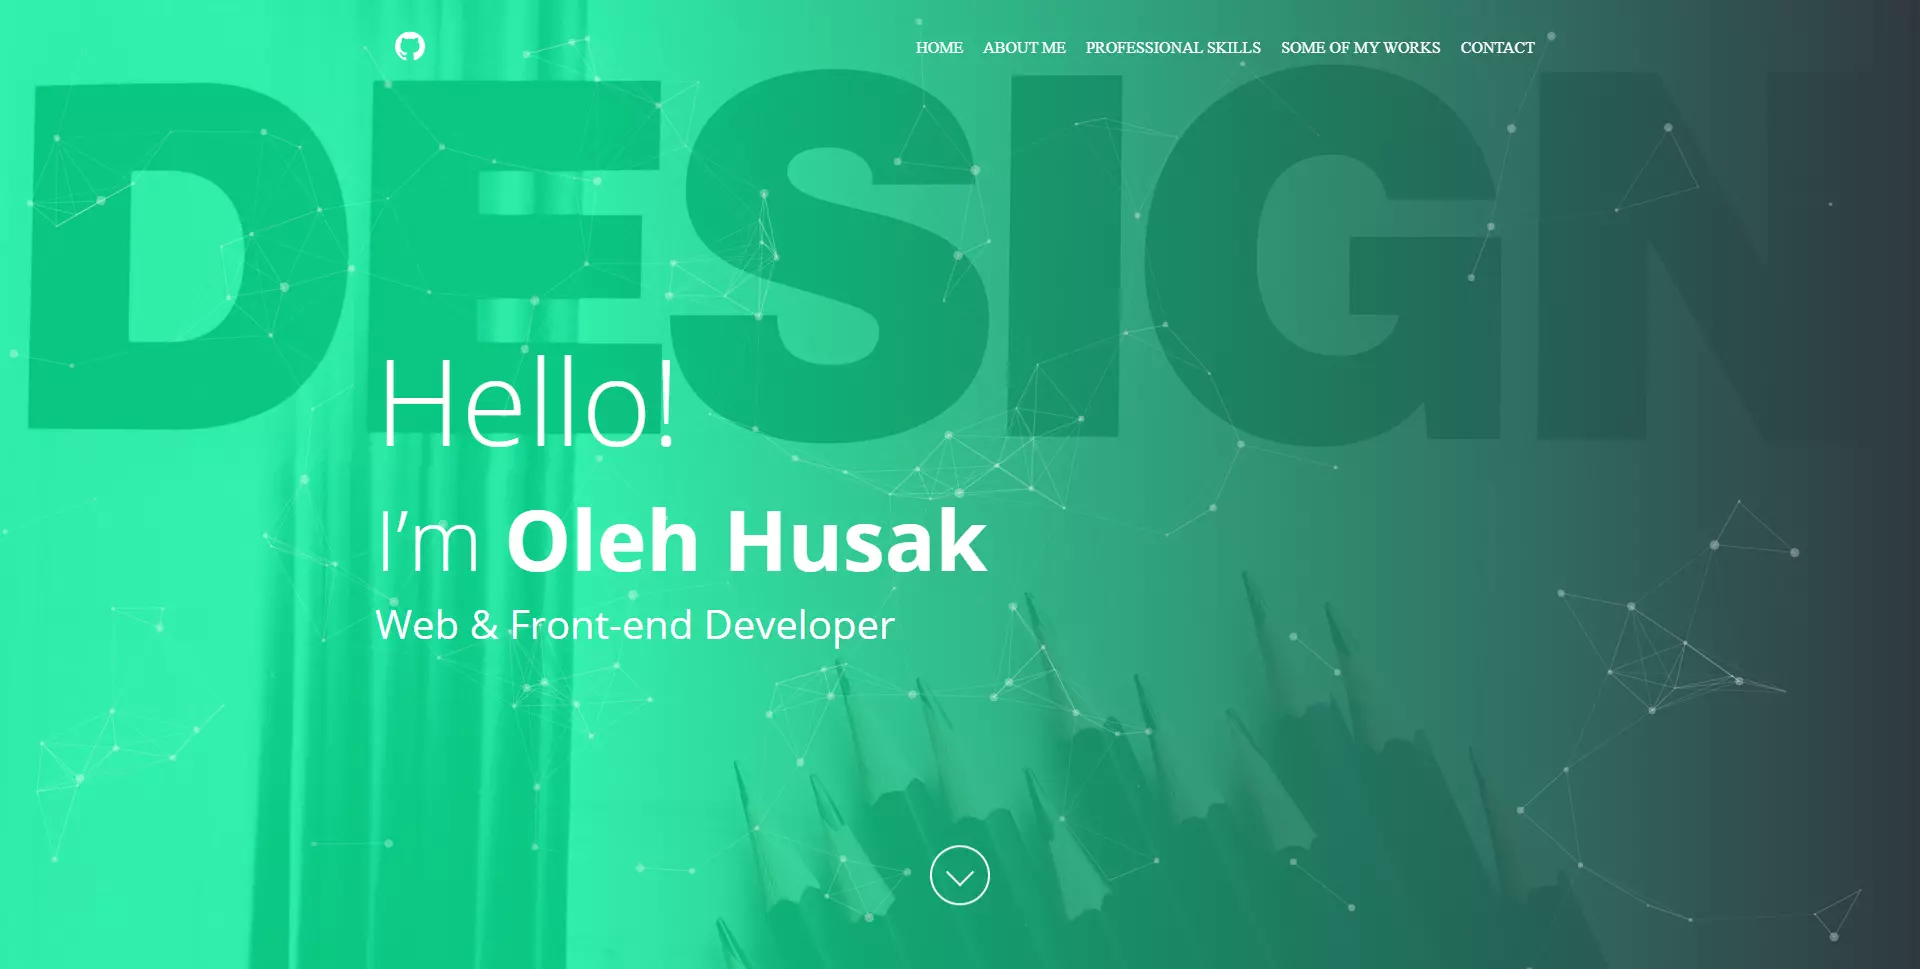 HOME ABOUT ME PROFESSIONAL SKILLS SOME OF MY WORKS CONTACT
DESIGN
Hello!
I’m Oleh Husak
Web & Front-end Developer